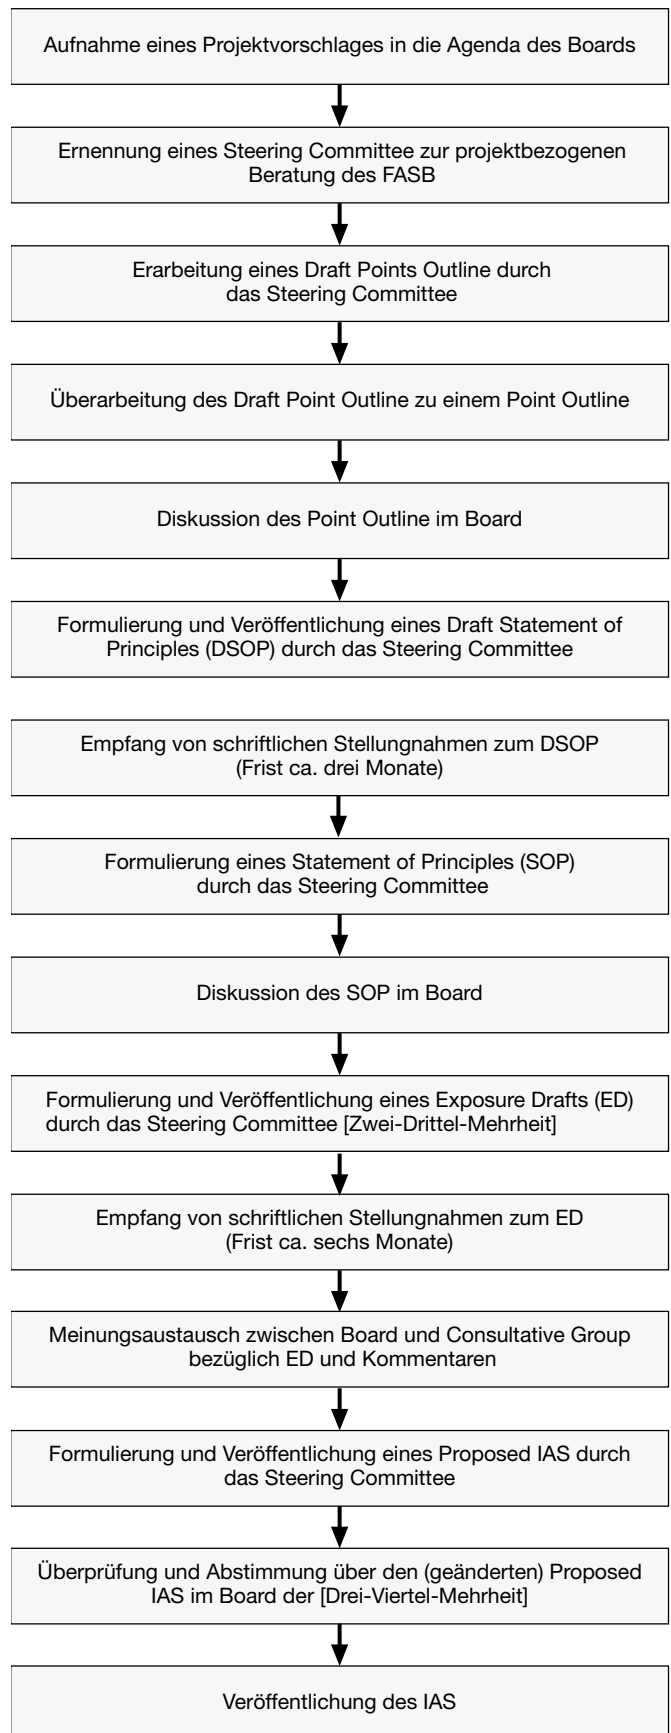 Aufnahme eines Projektvorschlages in die Agenda des Boards
Ernennung eines Steering Committee zur projektbezogenen
Beratung des FASB
Erarbeitung eines Draft Points Outline durch
das Steering Committee
Überarbeitung des Draft Point Outline zu einem Point Outline
Diskussion des Point Outline im Board
Formulierung und Veröffentlichung eines Draft Statement of
Principles (DSOP) durch das Steering Committee
Empfang von schriftlichen Stellungnahmen zum DSOP
(Frist ca. drei Monate)
Formulierung eines Statement of Principles (SOP)
durch das Steering Committee
Diskussion des SOP im Board
Formulierung und Veröffentlichung eines Exposure Drafts (ED)
durch das Steering Committee [Zwei-Drittel-Mehrheit]
Empfang von schriftlichen Stellungnahmen zum ED
(Frist ca. sechs Monate)
Meinungsaustausch zwischen Board und Consultative Group
bezüglich ED und Kommentaren
Formulierung und Veröffentlichung eines Proposed IAS durch
das Steering Committee
Überprüfung und Abstimmung über den (geänderten) Proposed
IAS im Board der [Drei-Viertel-Mehrheit]
Veröffentlichung des IAS